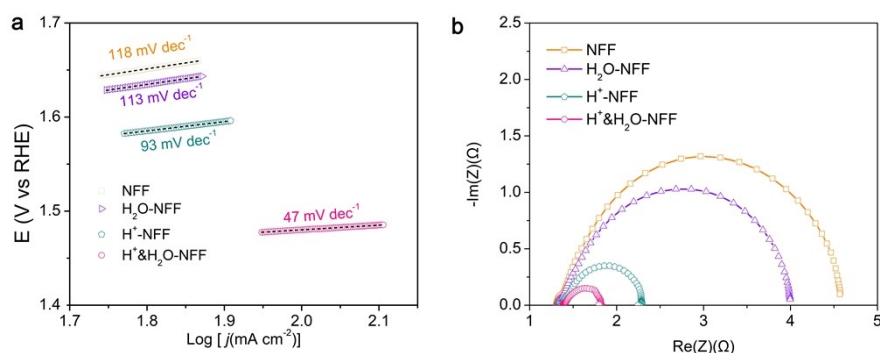 a
118 mV dec⁻¹
113 mV dec⁻¹
93 mV dec⁻¹
47 mV dec⁻¹
NFF
H₂O-NFF
H⁺-NFF
H⁺&H₂O-NFF
E (V vs RHE)
1.7
1.6
1.5
1.4
1.7 1.8 1.9 2.0 2.1
Log [ j(mA cm⁻²)]
b
NFF
H₂O-NFF
H⁺-NFF
H⁺&H₂O-NFF
-Im(Z)(Ω)
-2.5
2.0
1.5
1.0
0.5
0.0
1 2 3 4 5
Re(Z)(Ω)